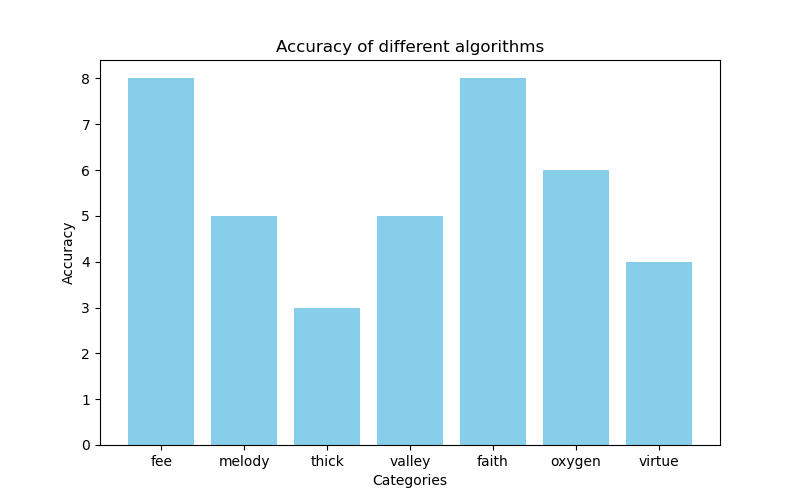 Accuracy of different algorithms
8
7
6
5
4
3
2
1
0
Accuracy
fee melody thick valley faith oxygen virtue
Categories